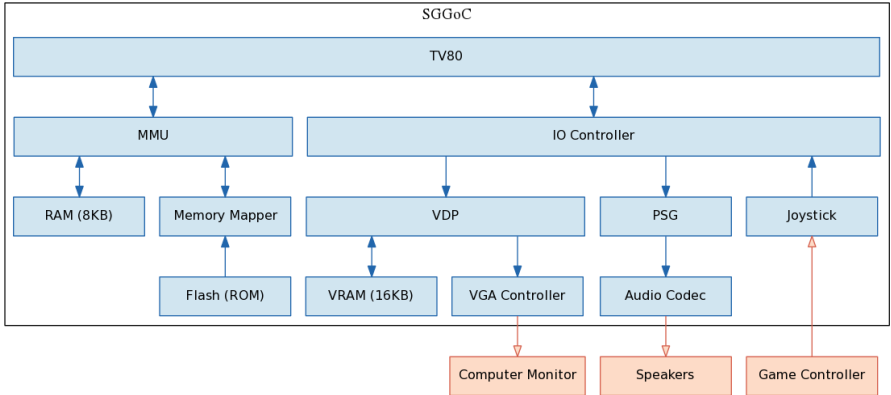 SGGoC
TV80
MMU
IO Controller
RAM (8KB)
Memory Mapper
VDP
PSG
Joystick
Flash (ROM)
VRAM (16KB)
VGA Controller
Audio Codec
Computer Monitor
Speakers
Game Controller